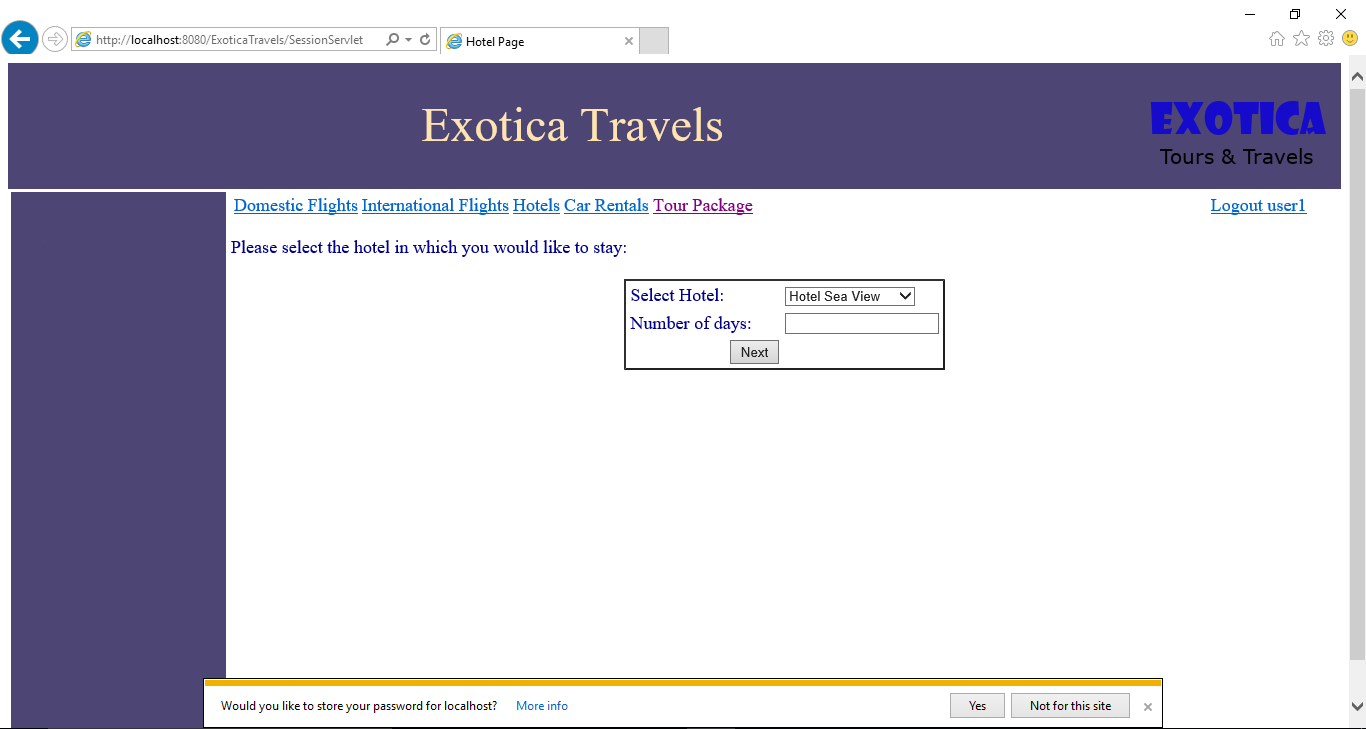 http://localhost:8080/ExoticaTravels/SessionServlet
Hotel Page
Exotica Travels
EXOTICA
Tours & Travels
Domestic Flights International Flights Hotels Car Rentals Tour Package
Logout user1
Please select the hotel in which you would like to stay:
Select Hotel:
Hotel Sea View
Number of days:
Next
Would you like to store your password for localhost?
More info
Yes
Not for this site